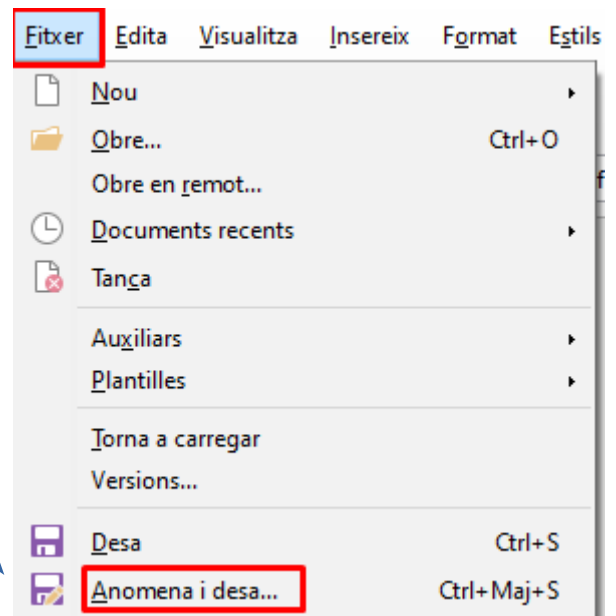 Fitxer Edita Visualitza Insereix Format Estils
Nou
Obre... Ctrl+O
Obre en remot...
Documents recents
Tanca
Auxiliars
Plantilles
Torna a carregar
Versions...
Desa Ctrl+S
Anomena i desa... Ctrl+Maj+S